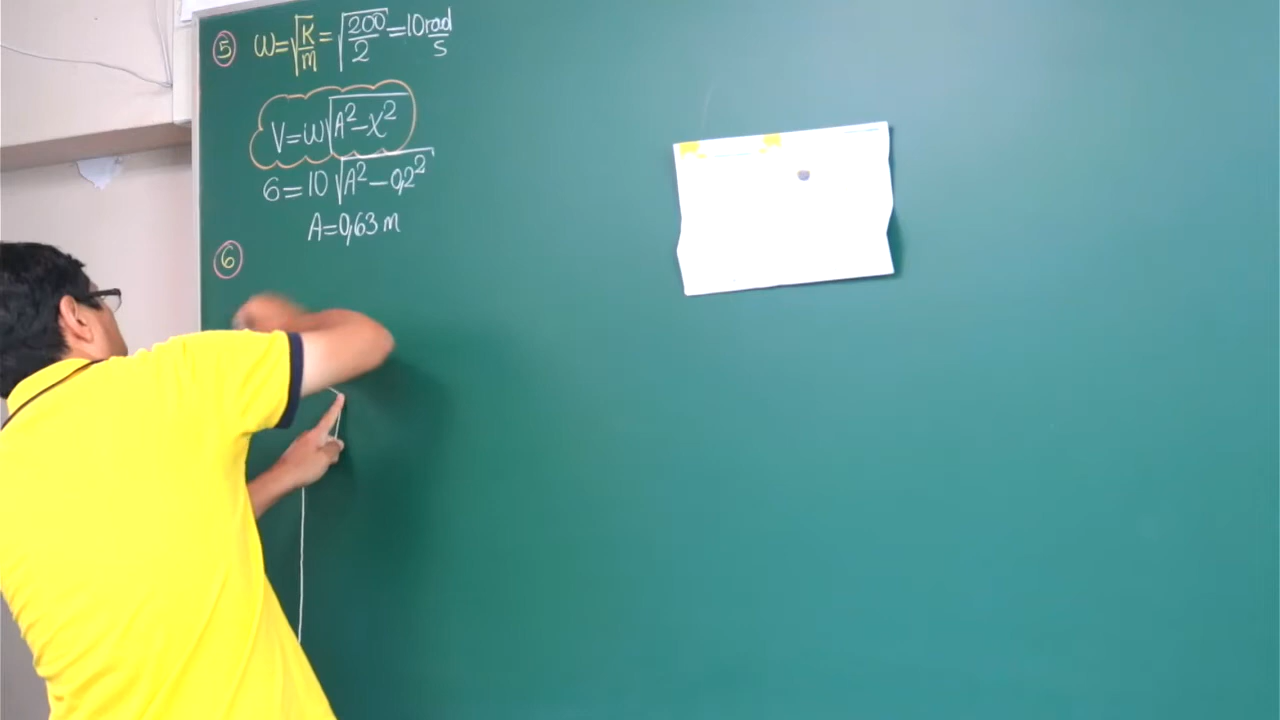 ⑤ ω=√(K/m)=√(200/2)=10 rad/s
V=ω√(A²-x²)
6=10√(A²-0,2²)
A=0,63 m
⑥